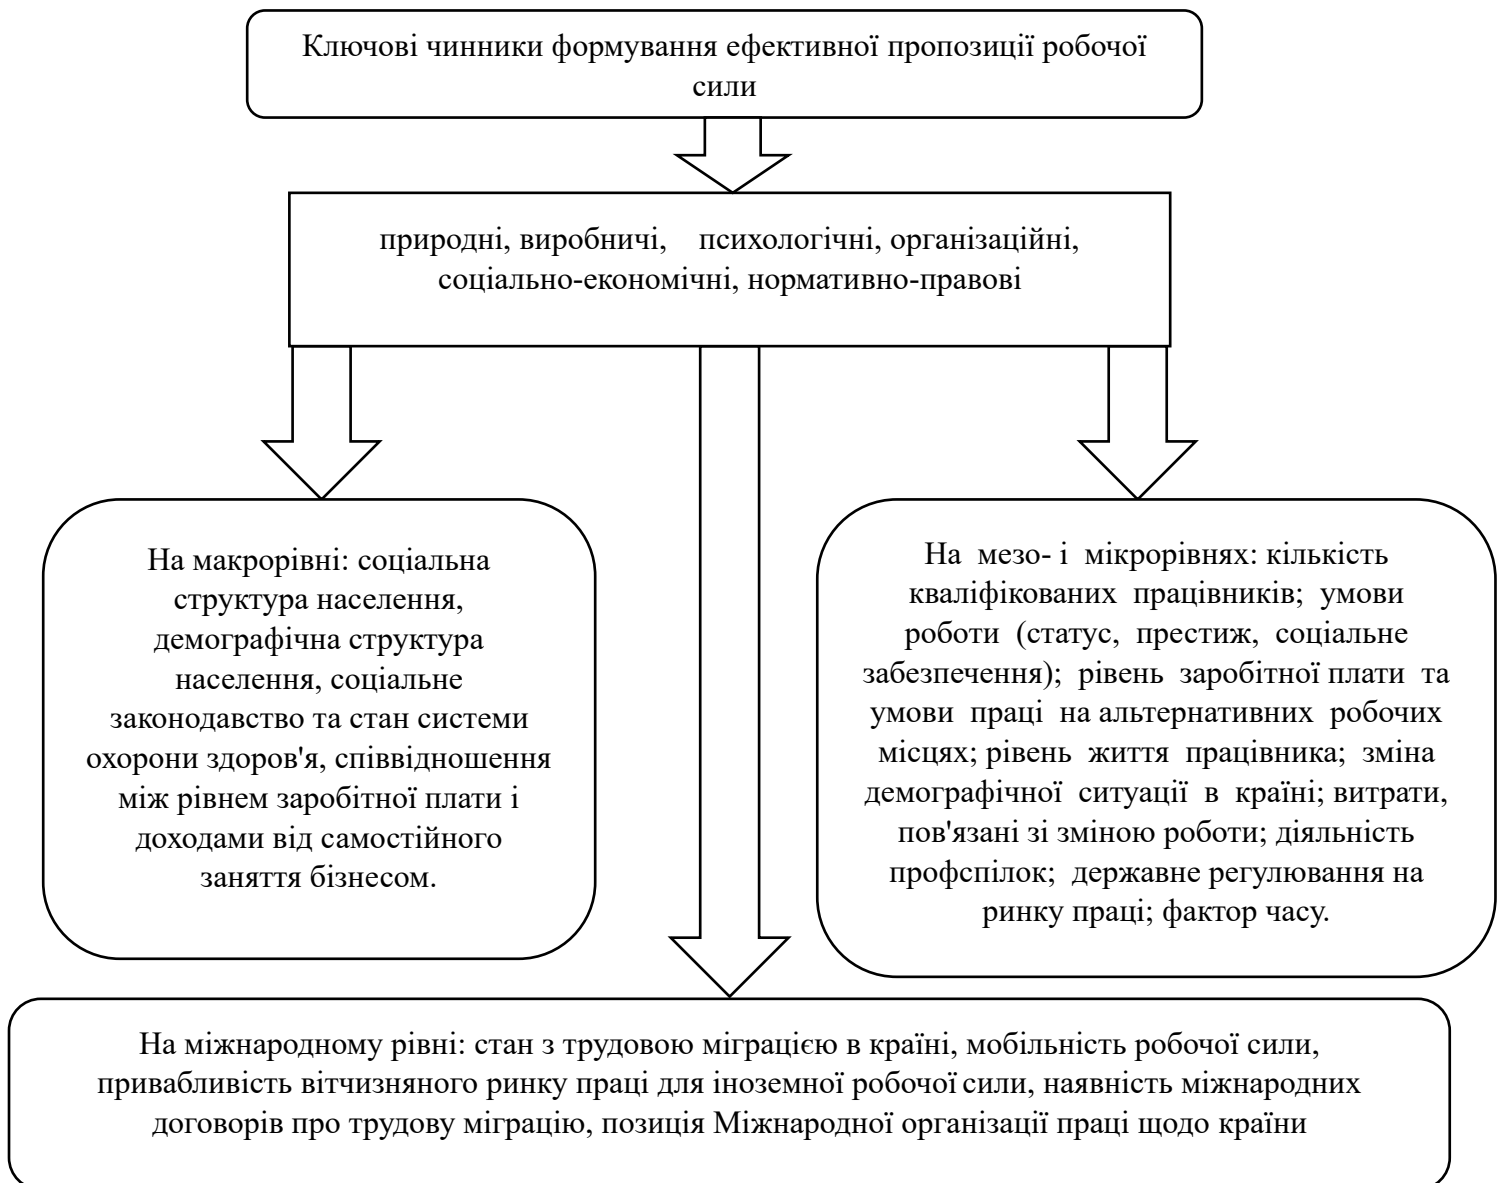 Ключові чинники формування ефективної пропозиції робочої
сили
природні, виробничі, психологічні, організаційні,
соціально-економічні, нормативно-правові
На макрорівні: соціальна
структура населення,
демографічна структура
населення, соціальне
законодавство та стан системи
охорони здоров'я, співвідношення
між рівнем заробітної плати і
доходами від самостійного
заняття бізнесом.
На мезо- і мікрорівнях: кількість
кваліфікованих працівників; умови
роботи (статус, престиж, соціальне
забезпечення); рівень заробітної плати та
умови праці на альтернативних робочих
місцях; рівень життя працівника; зміна
демографічної ситуації в країні; витрати,
пов'язані зі зміною роботи; діяльність
профспілок; державне регулювання на
ринку праці; фактор часу.
На міжнародному рівні: стан з трудовою міграцією в країні, мобільність робочої сили,
привабливість вітчизняного ринку праці для іноземної робочої сили, наявність міжнародних
договорів про трудову міграцію, позиція Міжнародної організації праці щодо країни